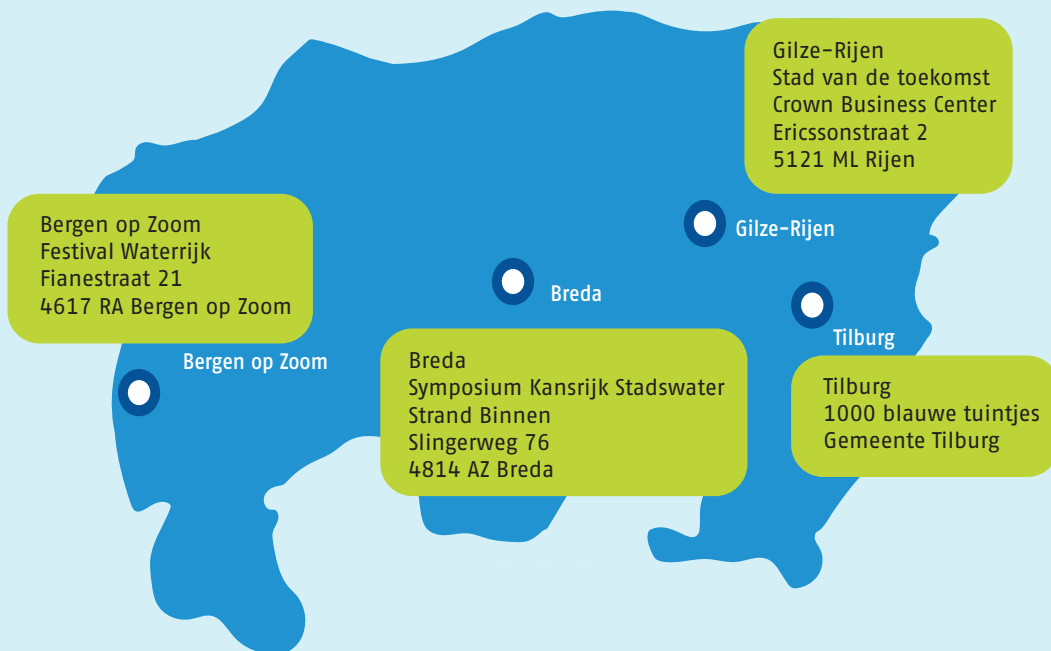 Gilze-Rijen
Stad van de toekomst
Crown Business Center
Ericssonstraat 2
5121 ML Rijen
Bergen op Zoom
Festival Waterrijk
Fianestraat 21
4617 RA Bergen op Zoom
Gilze-Rijen
Breda
Tilburg
Bergen op Zoom
Breda
Symposium Kansrijk Stadswater
Strand Binnen
Slingerweg 76
4814 AZ Breda
Tilburg
1000 blauwe tuintjes
Gemeente Tilburg